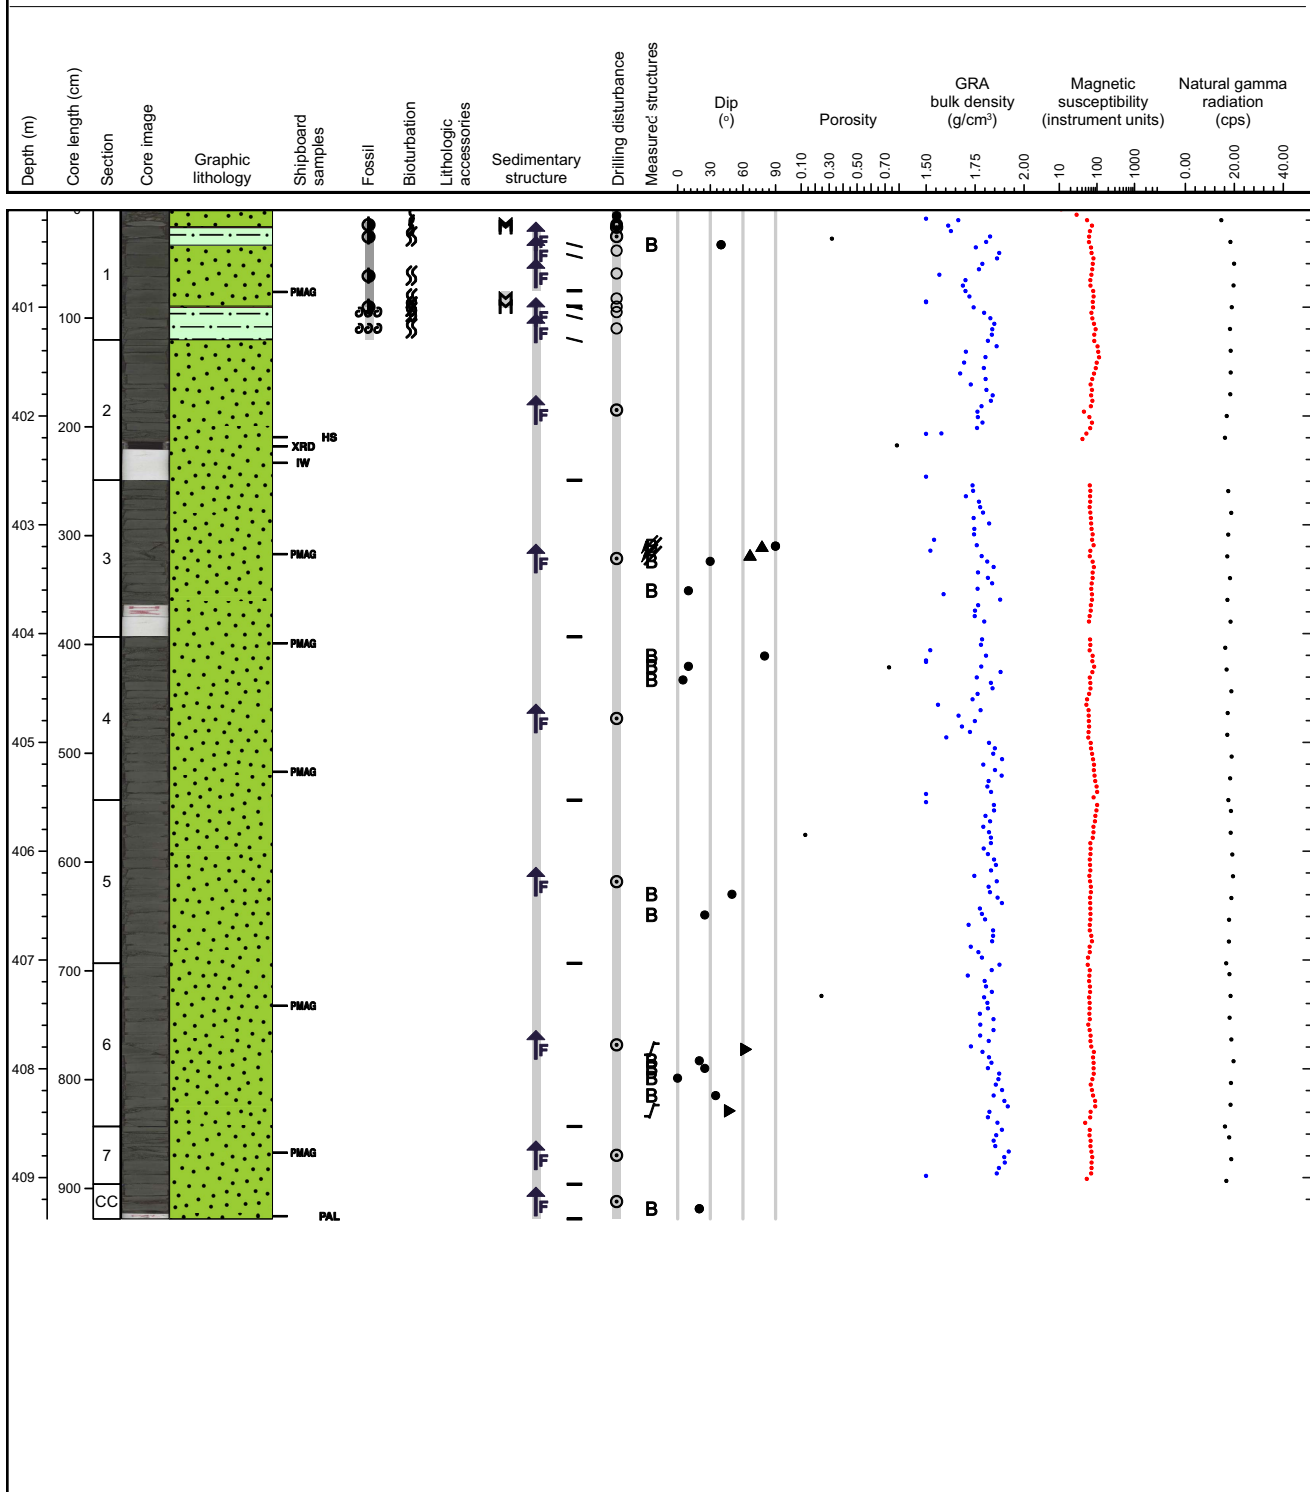 Depth (m)
Core length (cm)
Section
Core image
Graphic
lithology
Shipboard
samples
Fossil
Bioturbation
Lithologic
accessories
Sedimentary
structure
Drilling disturbance
Measured structures
Dip
(o)
Porosity
GRA
bulk density
(g/cm³)
Magnetic
susceptibility
(instrument units)
Natural gamma
radiation
(cps)
0 30 60 90
0.10 0.30 0.50 0.70
1.50 1.75 2.00
10 100 1000
0.00 20.00 40.00
F
F
B
1
F
PMAG
401
100
F
F
2
402
F
200
HS
XRD
IW
403
300
B
3
PMAG
F
B
B
404
400
PMAG
B
B
B
4
F
405
500
PMAG
406
600
5
F
B
B
407
700
PMAG
6
F
B
408
B
800
B
B
7
PMAG
F
409
900
CC
F
B
PAL